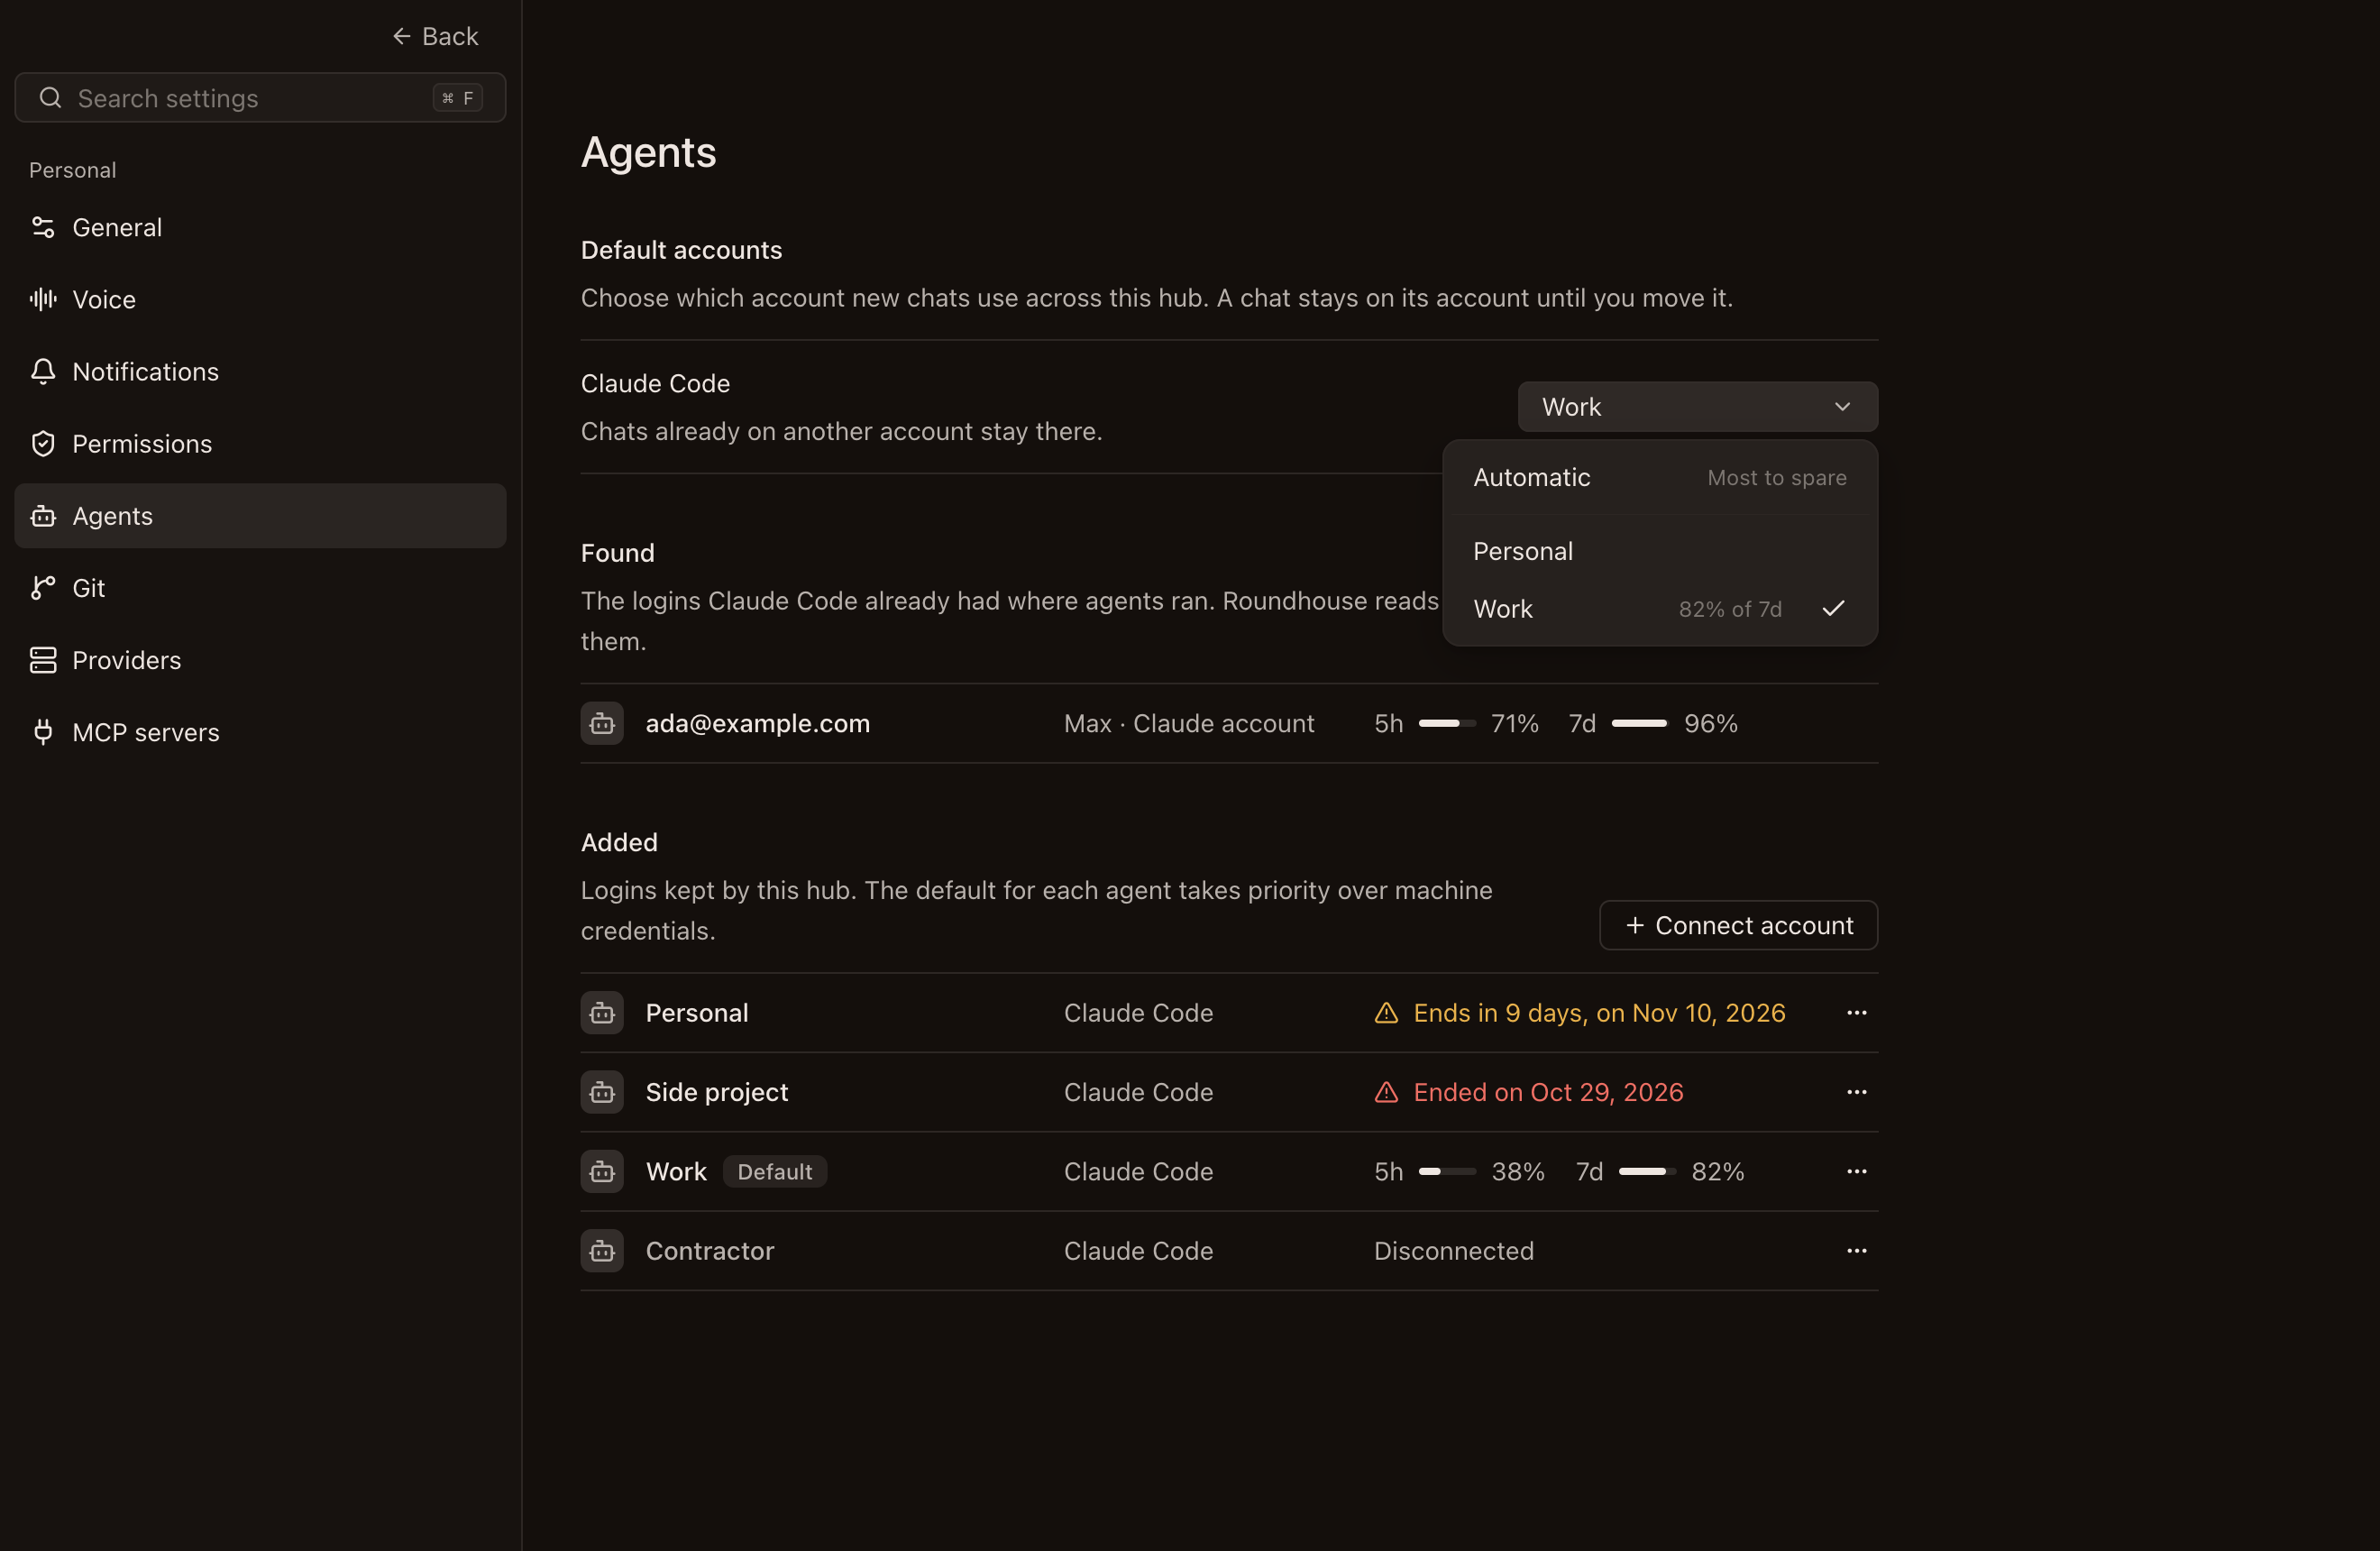 Back
Search settings
⌘ F
Personal
General
Voice
Notifications
Permissions
Agents
Git
Providers
MCP servers
Agents
Default accounts
Choose which account new chats use across this hub. A chat stays on its account until you move it.
Claude Code
Chats already on another account stay there.
Work
Automatic Most to spare
Personal
Work 82% of 7d
Found
The logins Claude Code already had where agents ran. Roundhouse reads
them.
ada@example.com Max · Claude account 5h 71% 7d 96%
Added
Logins kept by this hub. The default for each agent takes priority over machine
credentials.
Connect account
Personal Claude Code Ends in 9 days, on Nov 10, 2026
Side project Claude Code Ended on Oct 29, 2026
Work Default Claude Code 5h 38% 7d 82%
Contractor Claude Code Disconnected